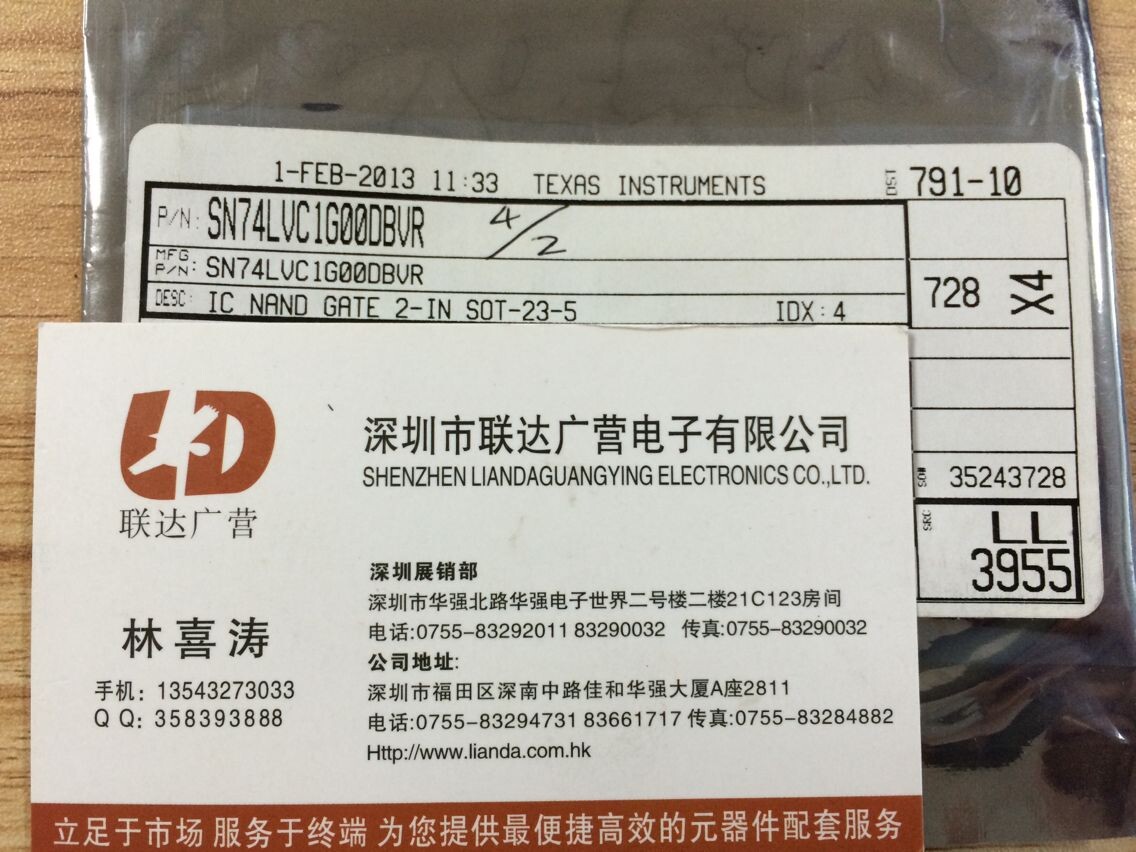 1-FEB-2013 11:33 TEXAS INSTRUMENTS
DST 791-10
P/N: SN74LVC1G00DBVR 4/2
MFG P/N: SN74LVC1G00DBVR
728 X4
DESC: IC NAND GATE 2-IN SOT-23-5 IDX: 4
35243728
SRC LL
3955
LD
联达广营
深圳市联达广营电子有限公司
SHENZHEN LIANDAGUANGYING ELECTRONICS CO.,LTD.
林喜涛
手机: 13543273033
Q Q: 358393888
深圳展销部
深圳市华强北路华强电子世界二号楼二楼21C123房间
电话:0755-83292011 83290032 传真:0755-83290032
公司地址:
深圳市福田区深南中路佳和华强大厦A座2811
电话:0755-83294731 83661717 传真:0755-83284882
Http://www.lianda.com.hk
立足于市场 服务于终端 为您提供最便捷高效的元器件配套服务